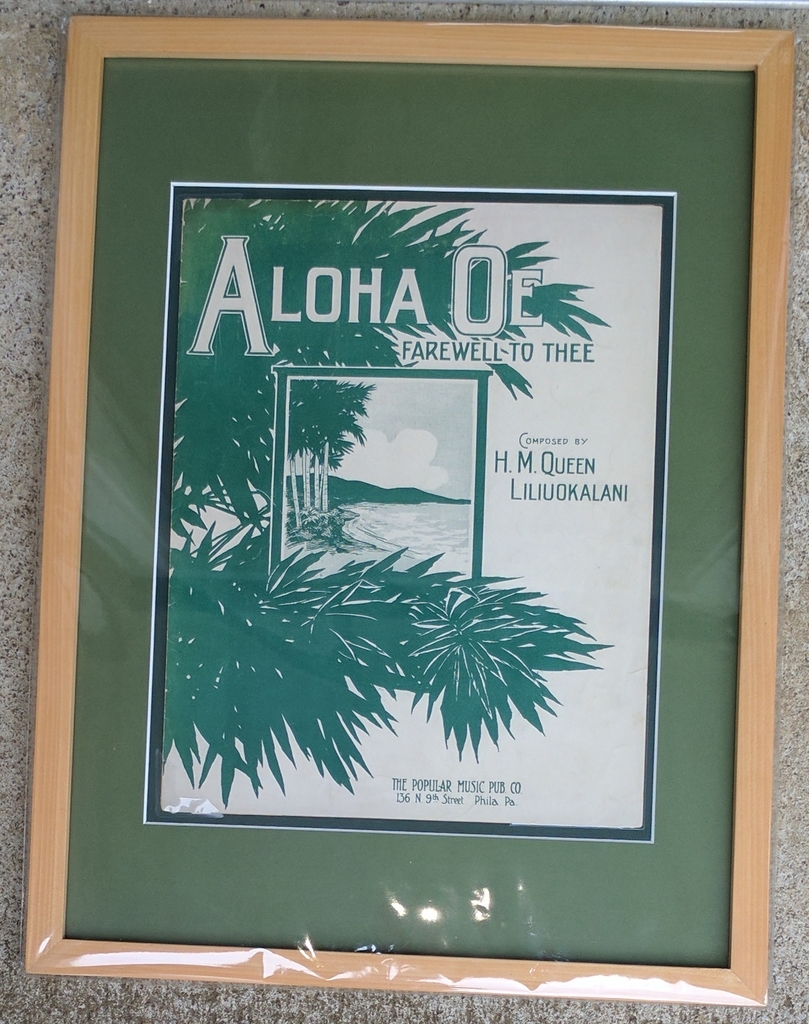 ALOHA OE
FAREWELL TO THEE
COMPOSED BY
H. M. QUEEN
LILIUOKALANI
THE POPULAR MUSIC PUB CO
136 N 9th Street Phila Pa.